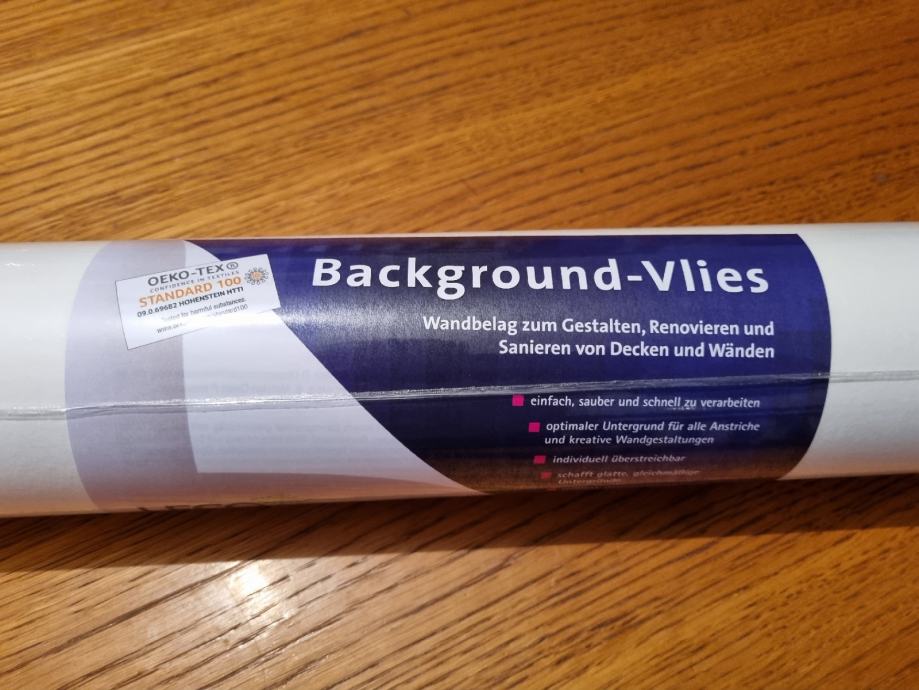 OEKO-TEX®
CONFIDENCE IN TEXTILES
STANDARD 100
09.0.69682 HOHENSTEIN HTTI
Tested for harmful substances.
Background-Vlies
Wandbelag zum Gestalten, Renovieren und
Sanieren von Decken und Wänden
einfach, sauber und schnell zu verarbeiten
optimaler Untergrund für alle Anstriche
und kreative Wandgestaltungen
individuell überstreichbar
schafft glatte, gleichmäßige
Untergründe